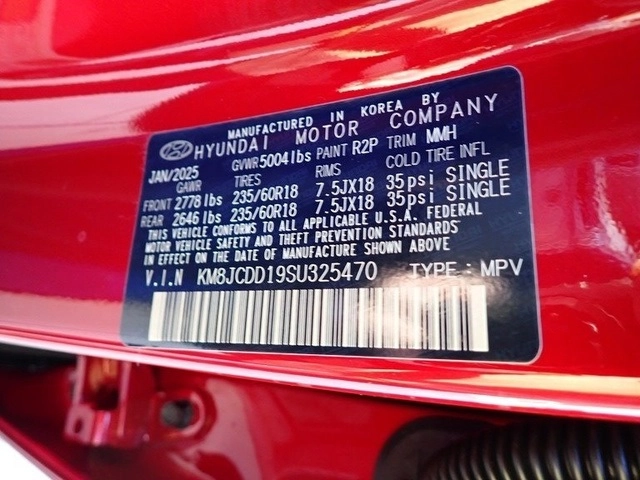 MANUFACTURED IN KOREA BY
HYUNDAI MOTOR COMPANY
JAN/2025 GVWR 5004 lbs PAINT R2P TRIM MMH
GAWR TIRES RIMS COLD TIRE INFL
FRONT 2778 lbs 235/60R18 7.5JX18 35psi SINGLE
REAR 2646 lbs 235/60R18 7.5JX18 35psi SINGLE
THIS VEHICLE CONFORMS TO ALL APPLICABLE U.S.A. FEDERAL
MOTOR VEHICLE SAFETY AND THEFT PREVENTION STANDARDS
IN EFFECT ON THE DATE OF MANUFACTURE SHOWN ABOVE
V.I.N KM8JCDD19SU325470 TYPE : MPV